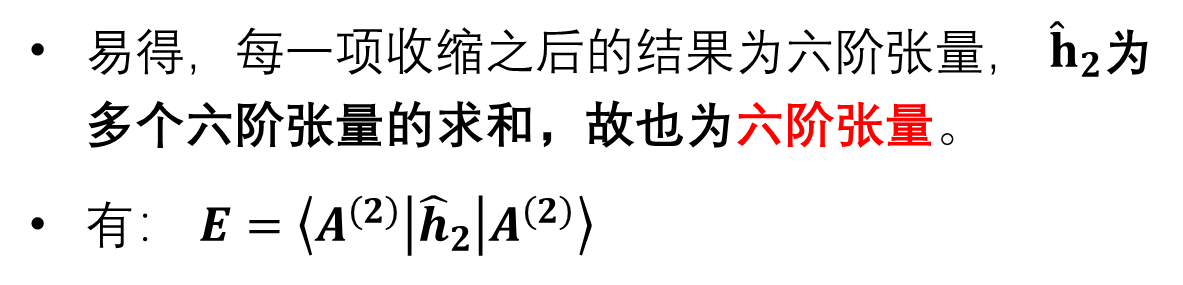 • 易得，每一项收缩之后的结果为六阶张量， ĥ₂为
多个六阶张量的求和，故也为六阶张量。
• 有： E = ⟨A⁽²⁾|ĥ₂|A⁽²⁾⟩